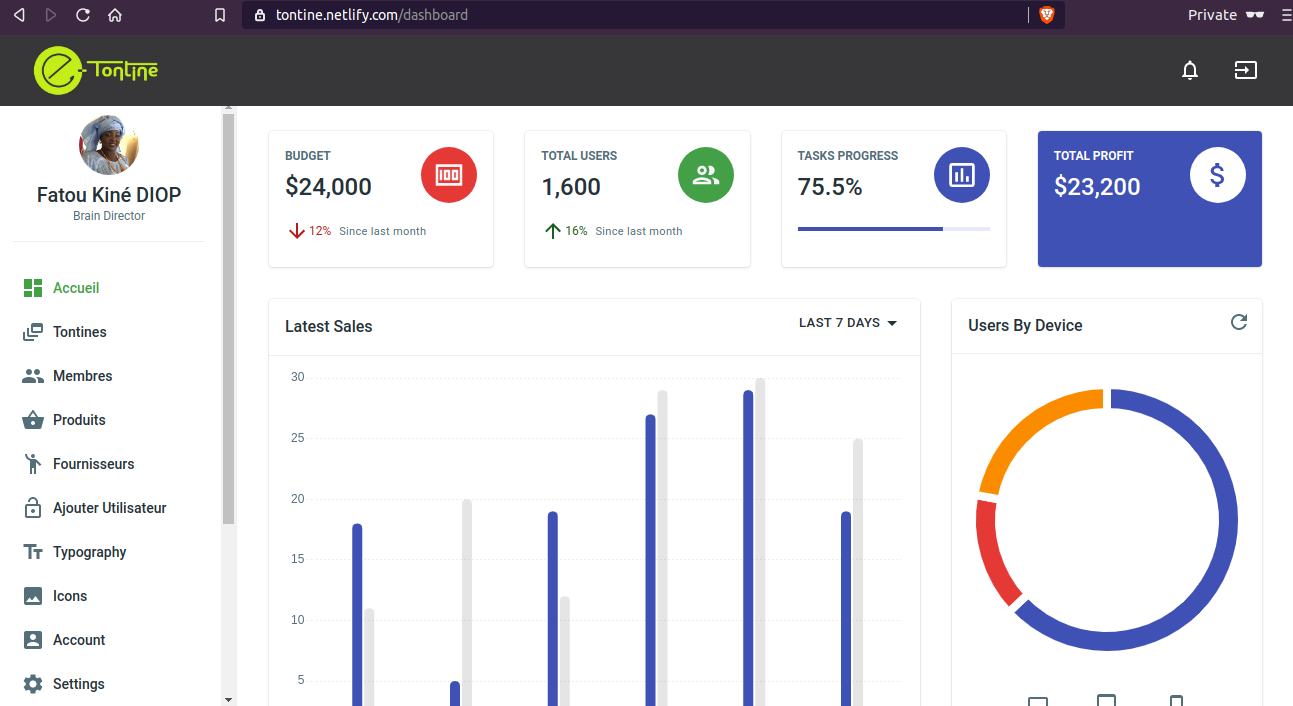 tontine.netlify.com/dashboard
Private
Tontine
Fatou Kiné DIOP
Brain Director
Accueil
Tontines
Membres
Produits
Fournisseurs
Ajouter Utilisateur
Typography
Icons
Account
Settings
BUDGET
$24,000
12% Since last month
TOTAL USERS
1,600
16% Since last month
TASKS PROGRESS
75.5%
TOTAL PROFIT
$23,200
$
Latest Sales
LAST 7 DAYS
30
25
20
15
10
5
Users By Device